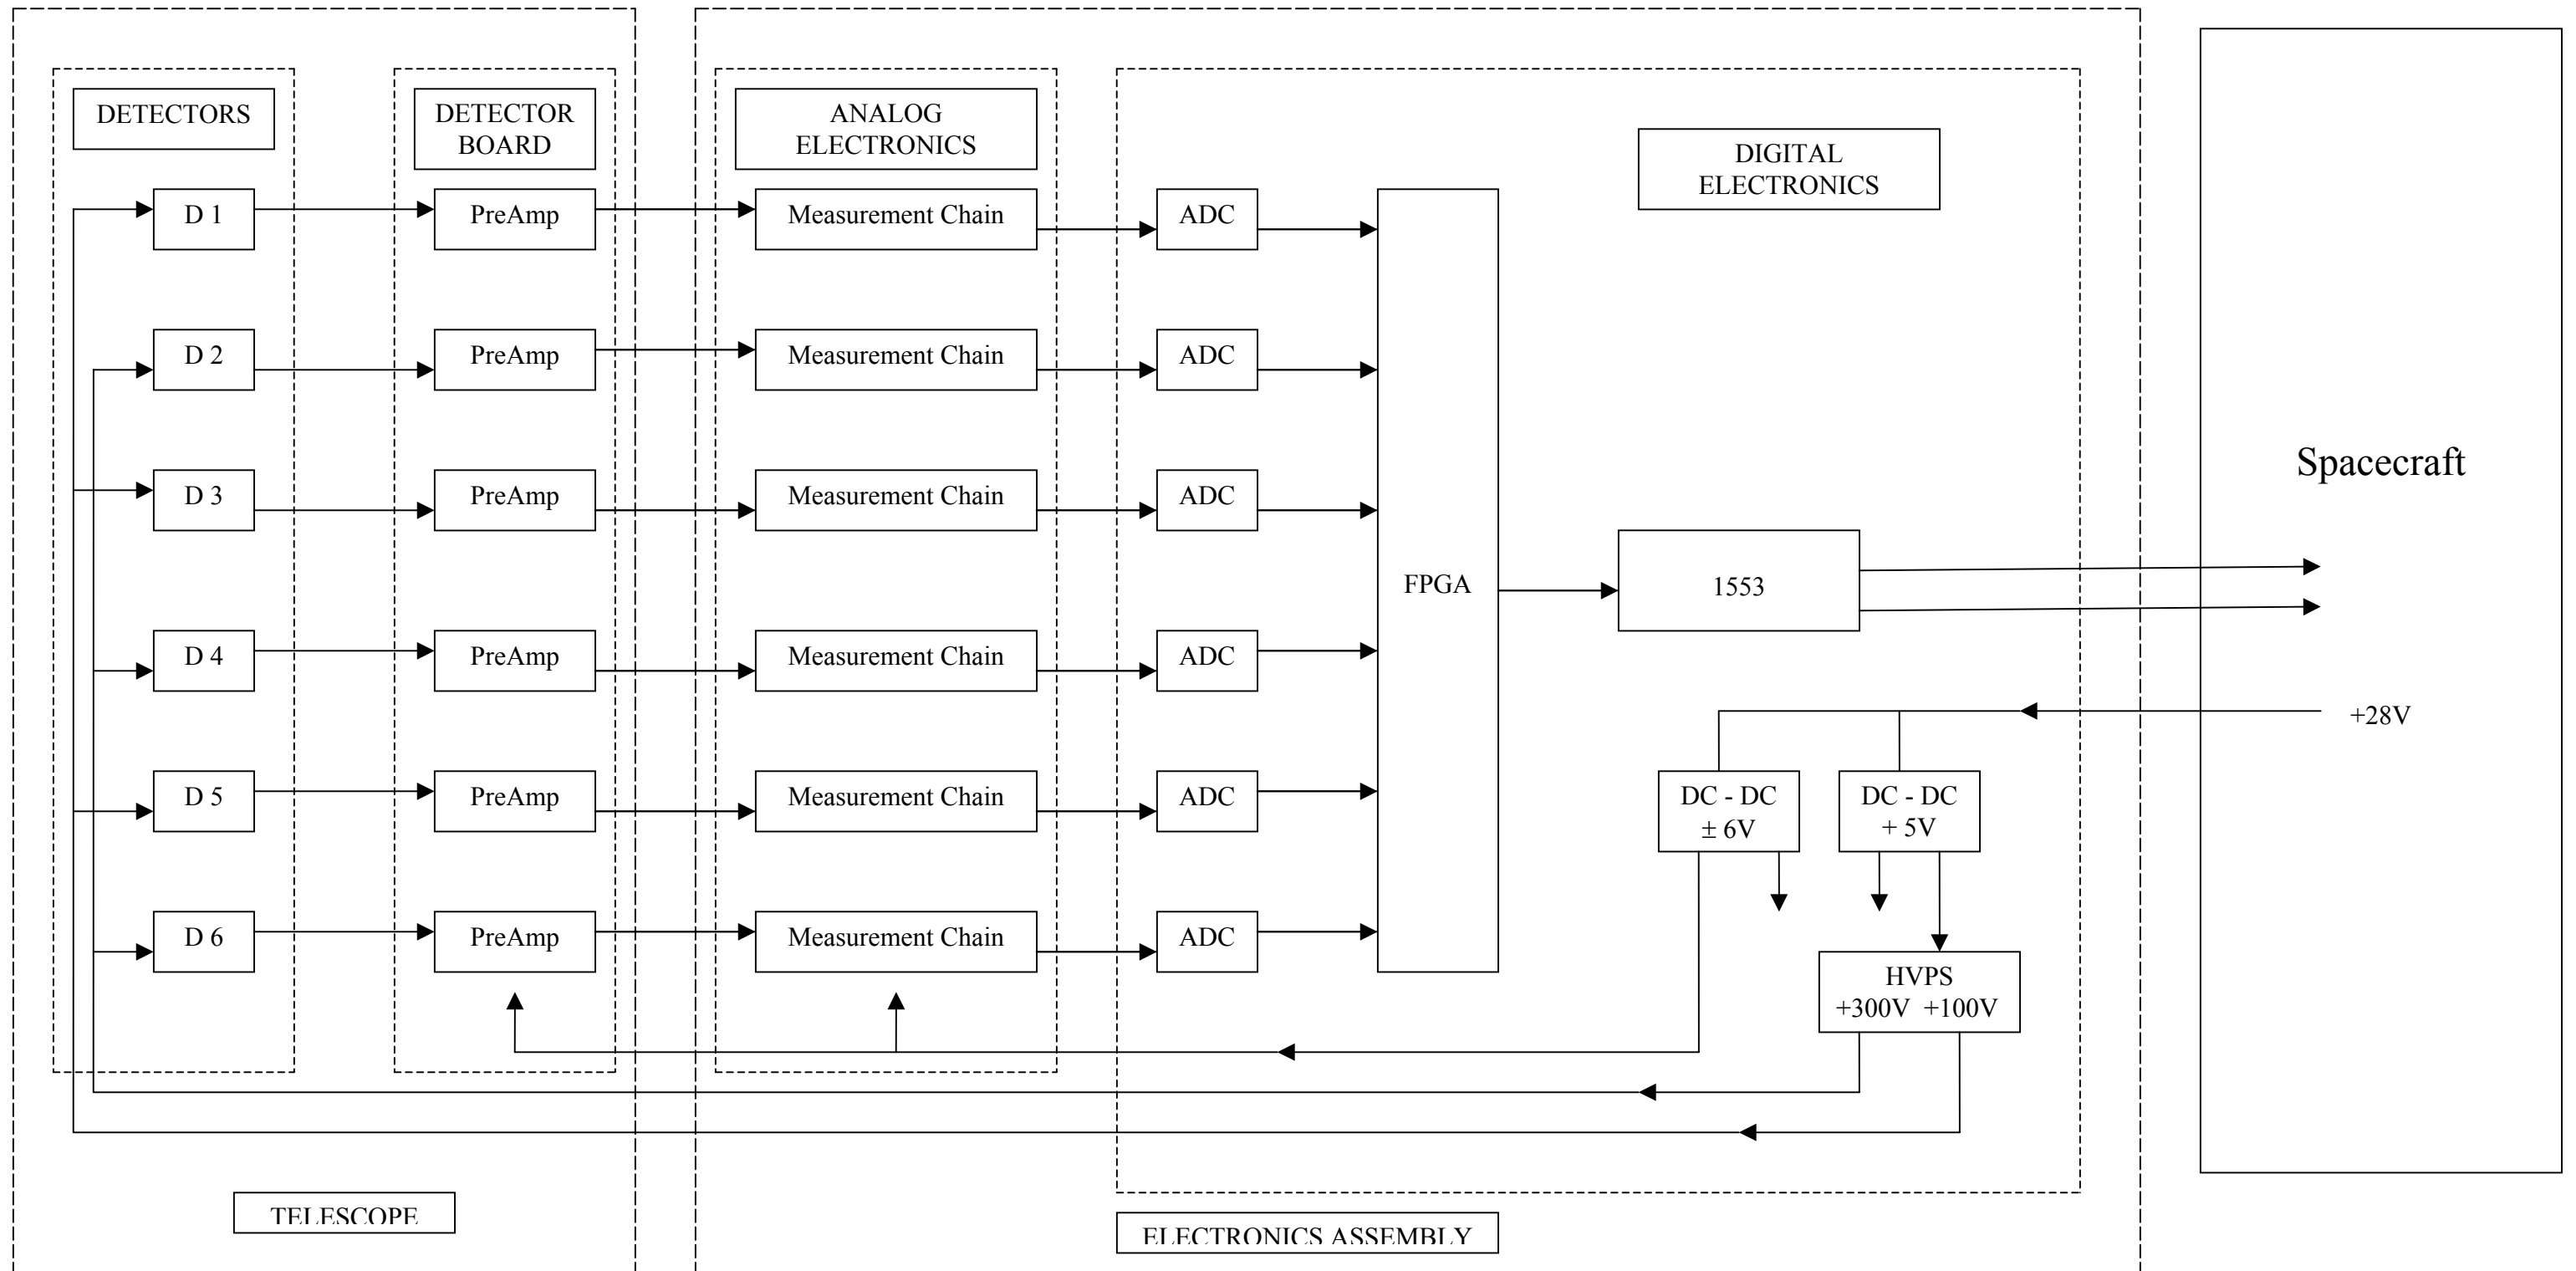 DETECTORS
DETECTOR
BOARD
ANALOG
ELECTRONICS
DIGITAL
ELECTRONICS
D 1
PreAmp
Measurement Chain
ADC
D 2
PreAmp
Measurement Chain
ADC
D 3
PreAmp
Measurement Chain
ADC
Spacecraft
FPGA
1553
D 4
PreAmp
Measurement Chain
ADC
+28V
D 5
PreAmp
Measurement Chain
ADC
DC - DC
± 6V
DC - DC
+ 5V
D 6
PreAmp
Measurement Chain
ADC
HVPS
+300V +100V
TELESCOPE
ELECTRONICS ASSEMBLY